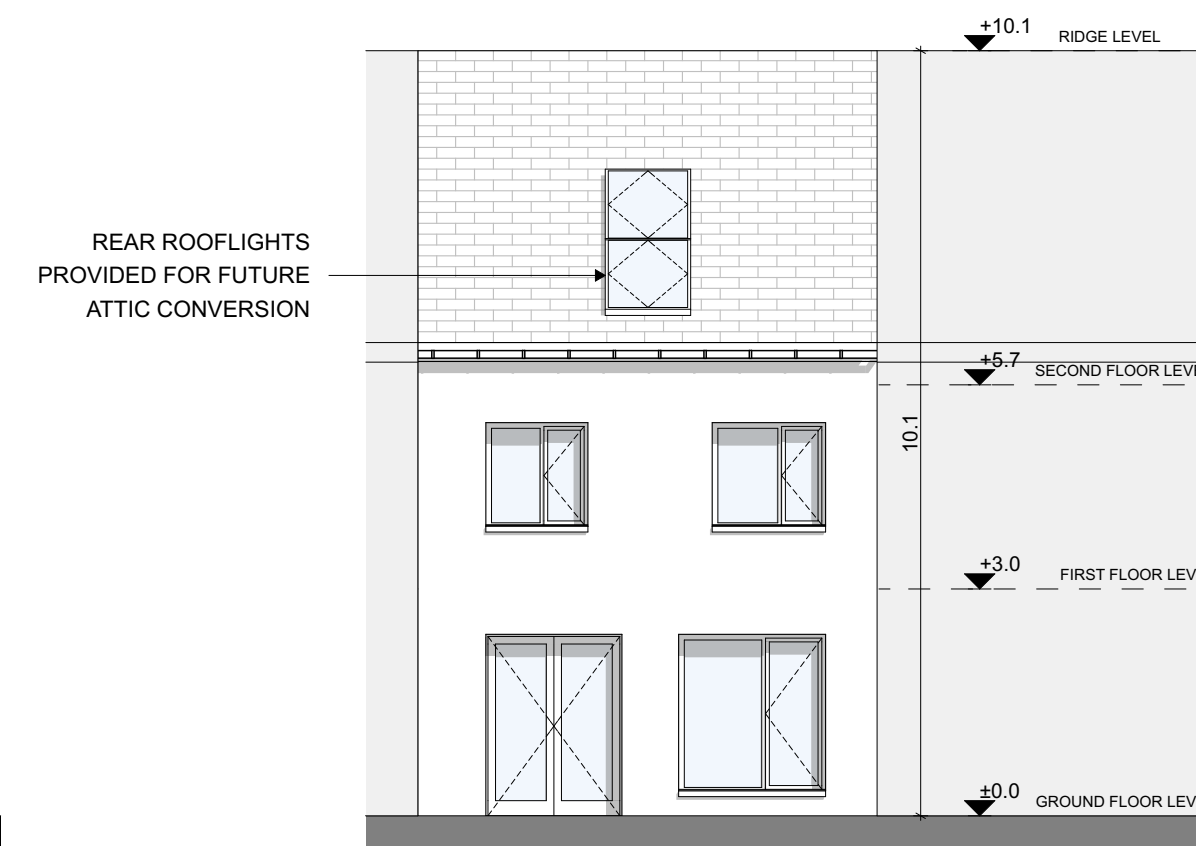 +10.1
RIDGE LEVEL
REAR ROOFLIGHTS
PROVIDED FOR FUTURE
ATTIC CONVERSION
+5.7
SECOND FLOOR LEVE
10.1
+3.0
FIRST FLOOR LEV
±0.0
GROUND FLOOR LEV